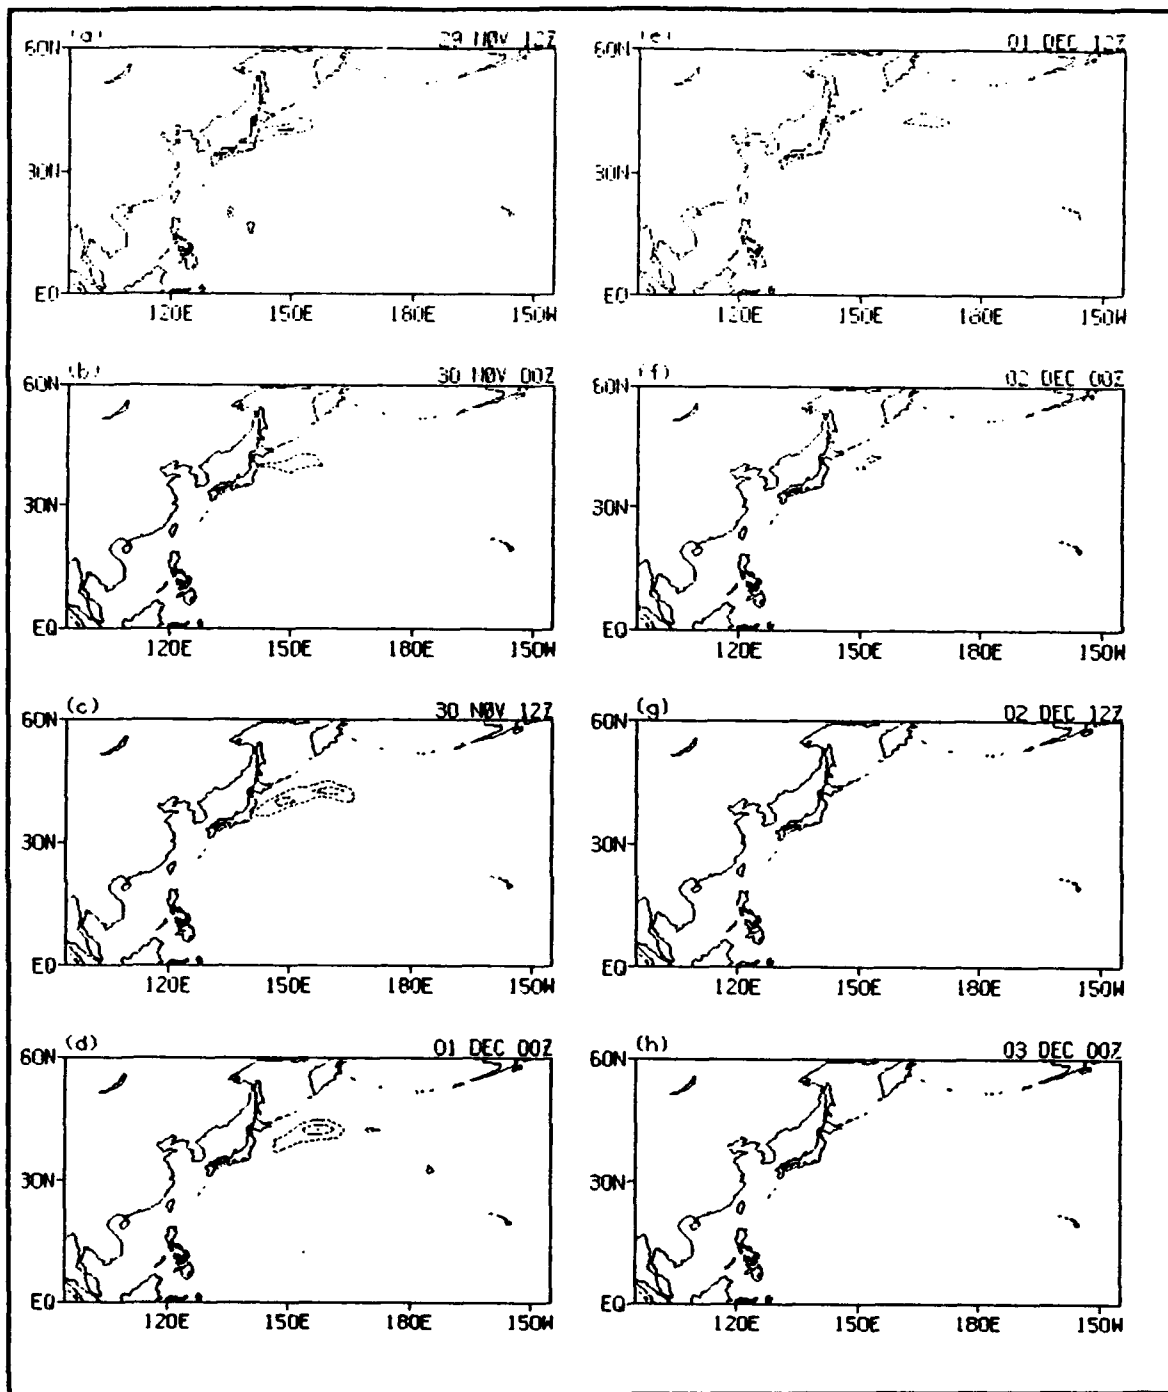 (a) 29 NOV 12Z
60N
30N
EQ
120E 150E 180E 150W
(b) 30 NOV 00Z
60N
30N
EQ
120E 150E 180E 150W
(c) 30 NOV 12Z
60N
30N
EQ
120E 150E 180E 150W
(d) 01 DEC 00Z
60N
30N
EQ
120E 150E 180E 150W
(e) 01 DEC 12Z
60N
30N
EQ
120E 150E 180E 150W
(f) 02 DEC 00Z
60N
30N
EQ
120E 150E 180E 150W
(g) 02 DEC 12Z
60N
30N
EQ
120E 150E 180E 150W
(h) 03 DEC 00Z
60N
30N
EQ
120E 150E 180E 150W